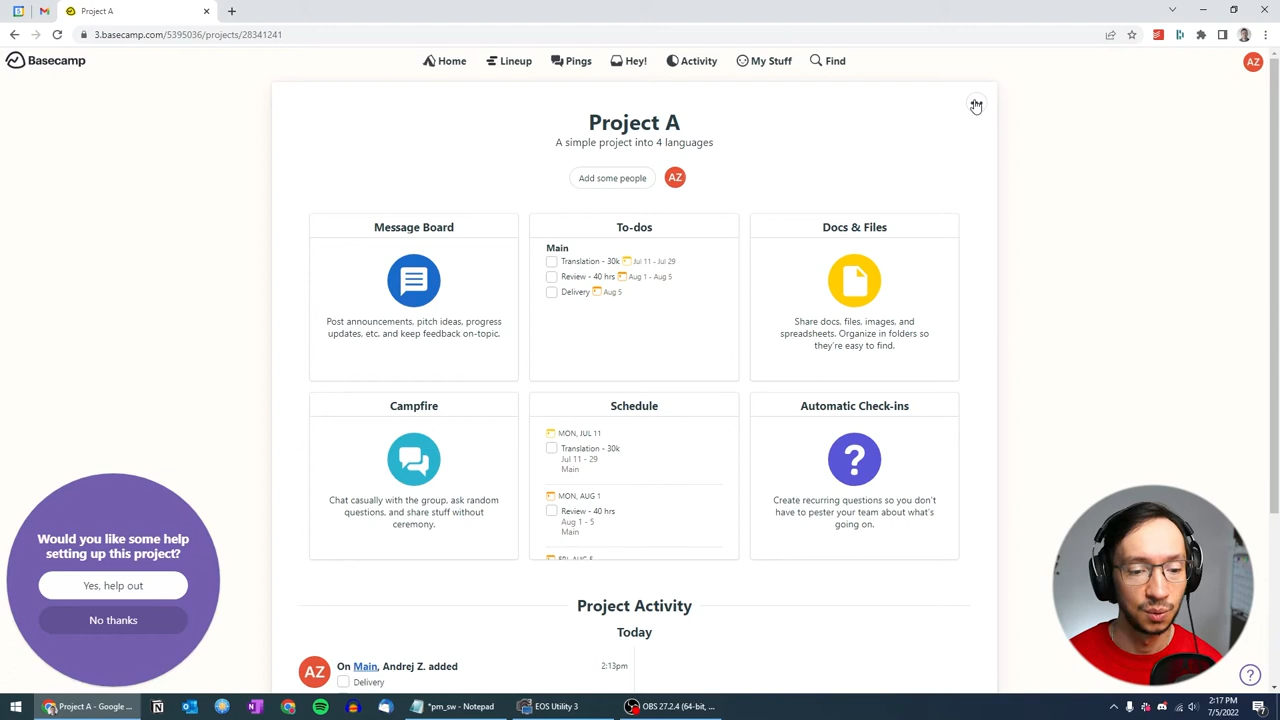 Project A
3.basecamp.com/5395036/projects/28341241
Basecamp
Home
Lineup
Pings
Hey!
Activity
My Stuff
Find
AZ
Project A
A simple project into 4 languages
Add some people
AZ
Message Board
Post announcements, pitch ideas, progress
updates, etc. and keep feedback on-topic.
To-dos
Main
Translation - 30k Jul 11 - Jul 29
Review - 40 hrs Aug 1 - Aug 5
Delivery Aug 5
Docs & Files
Share docs, files, images, and
spreadsheets. Organize in folders so
they're easy to find.
Campfire
Chat casually with the group, ask random
questions, and share stuff without
ceremony.
Schedule
MON, JUL 11
Translation - 30k
Jul 11 - 29
Main
MON, AUG 1
Review - 40 hrs
Aug 1 - 5
Main
Automatic Check-ins
?
Create recurring questions so you don't
have to pester your team about what's
going on.
Would you like some help
setting up this project?
Yes, help out
No thanks
Project Activity
Today
AZ
On Main, Andrej Z. added
2:13pm
Delivery
?
Project A - Google ...
*pm_sw - Notepad
EOS Utility 3
OBS 27.2.4 (64-bit, ...
2:17 PM
7/5/2022